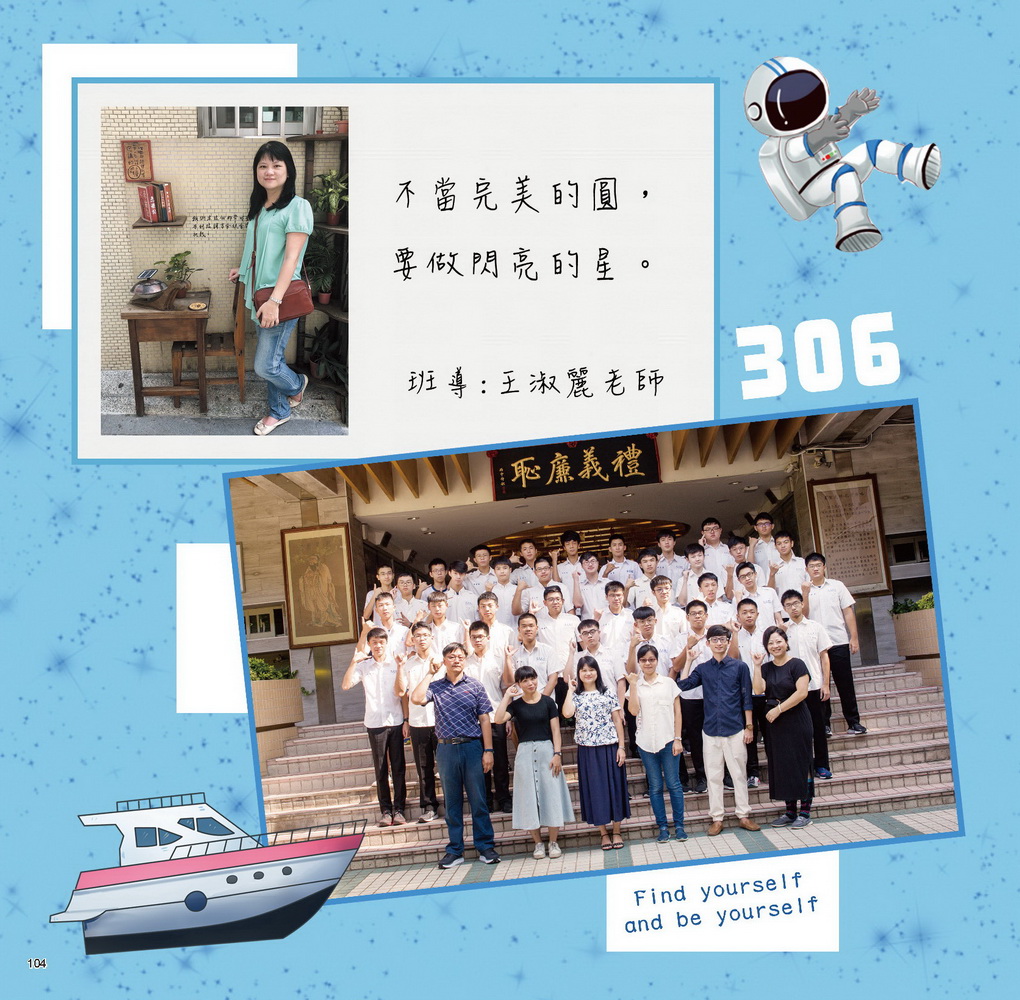 不當完美的圓，
要做閃亮的星。
班導:王淑麗老師
306
恥廉義禮
Find yourself
and be yourself
104